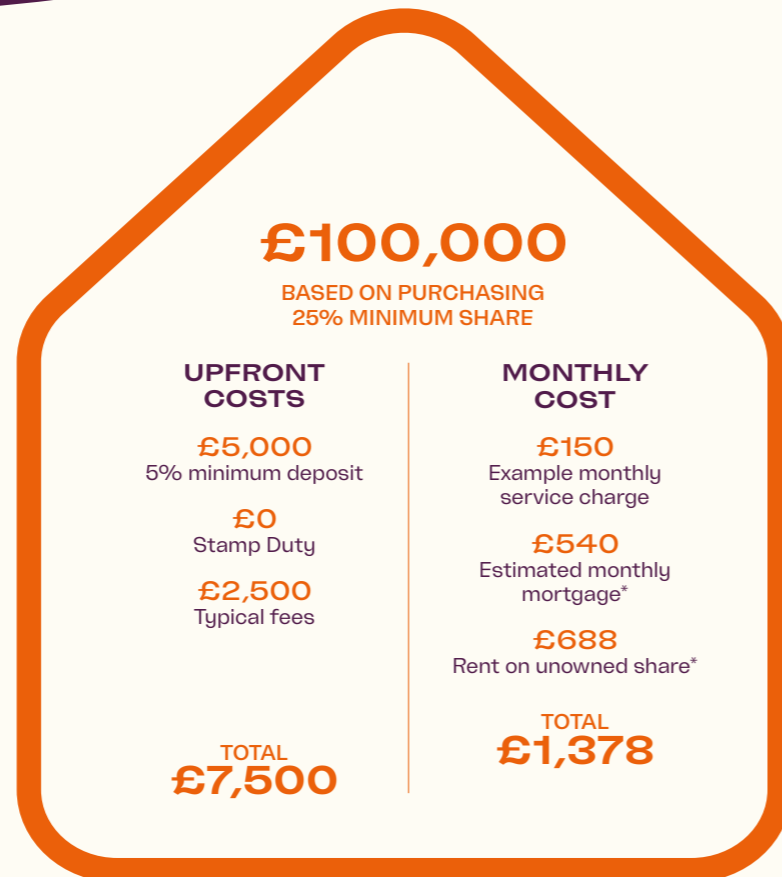 £100,000
BASED ON PURCHASING
25% MINIMUM SHARE
UPFRONT
COSTS
£5,000
5% minimum deposit
£0
Stamp Duty
£2,500
Typical fees
TOTAL
£7,500
MONTHLY
COST
£150
Example monthly
service charge
£540
Estimated monthly
mortgage*
£688
Rent on unowned share*
TOTAL
£1,378